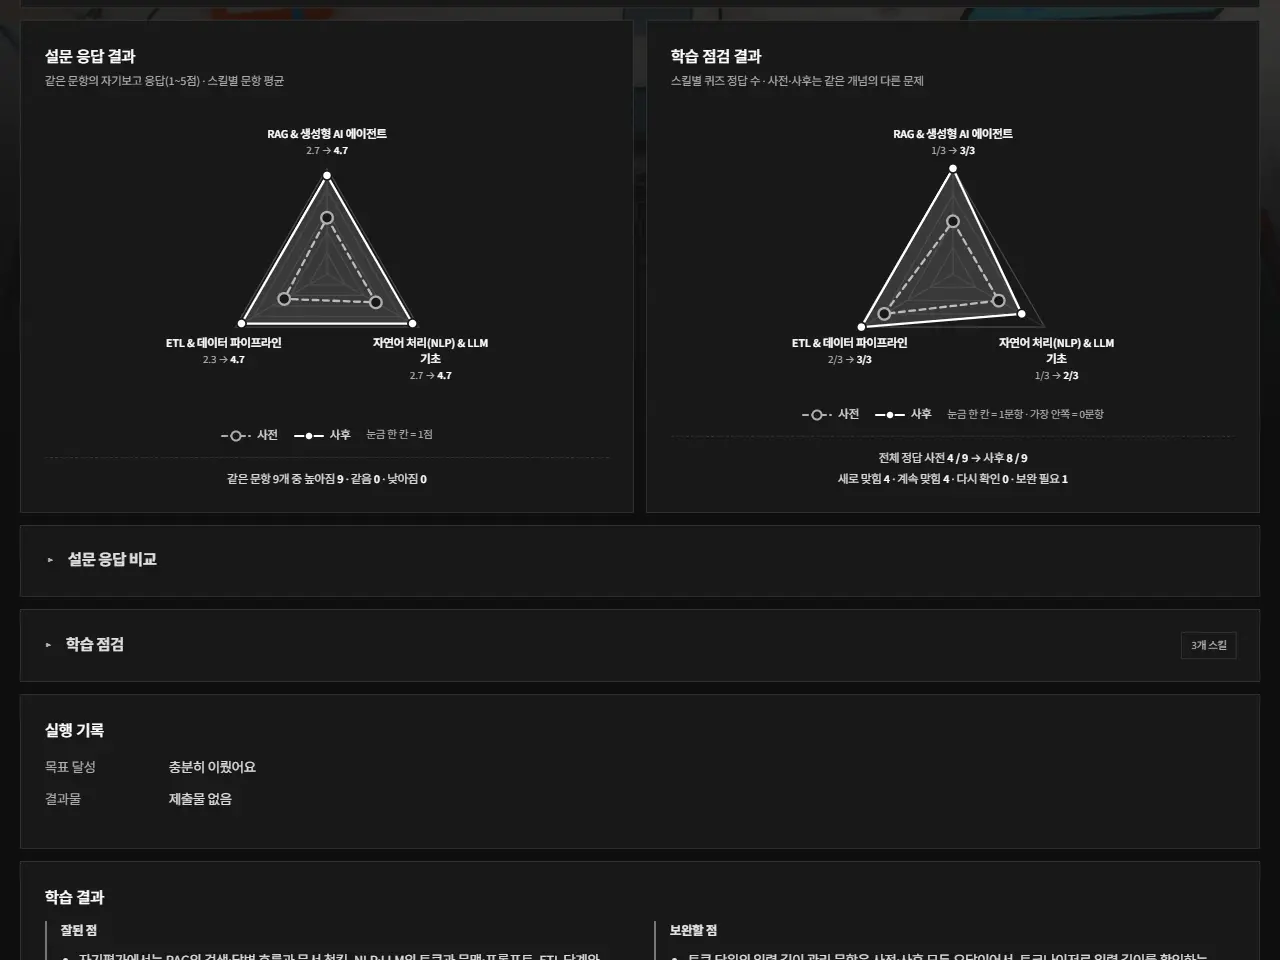 설문 응답 결과
같은 문항의 자기보고 응답(1~5점) · 스킬별 문항 평균
RAG & 생성형 AI 에이전트
2.7 → 4.7
ETL & 데이터 파이프라인
2.3 → 4.7
자연어 처리(NLP) & LLM
기초
2.7 → 4.7
사전 사후 눈금 한 칸 = 1점
같은 문항 9개 중 높아짐 9 · 같음 0 · 낮아짐 0
학습 점검 결과
스킬별 퀴즈 정답 수 · 사전·사후는 같은 개념의 다른 문제
RAG & 생성형 AI 에이전트
1/3 → 3/3
ETL & 데이터 파이프라인
2/3 → 3/3
자연어 처리(NLP) & LLM
기초
1/3 → 2/3
사전 사후 눈금 한 칸 = 1문항 · 가장 안쪽 = 0문항
전체 정답 사전 4 / 9 → 사후 8 / 9
새로 맞힘 4 · 계속 맞힘 4 · 다시 확인 0 · 보완 필요 1
설문 응답 비교
학습 점검
3개 스킬
실행 기록
목표 달성 충분히 이뤘어요
결과물 제출물 없음
학습 결과
잘된 점
보완할 점